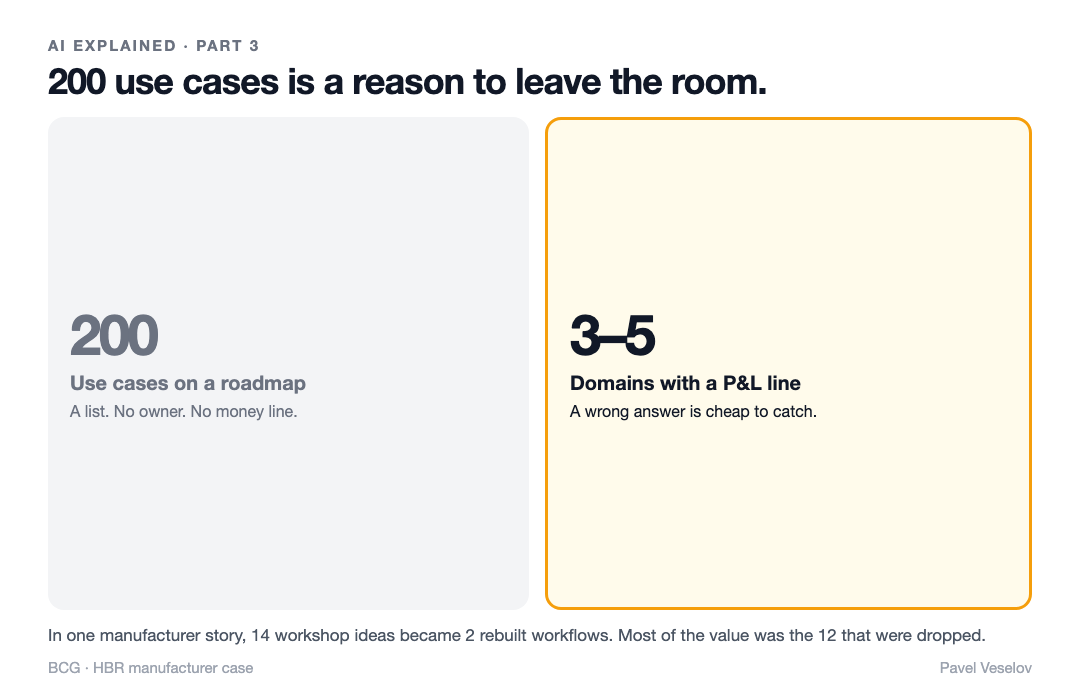 AI EXPLAINED · PART 3
200 use cases is a reason to leave the room.
200
Use cases on a roadmap
A list. No owner. No money line.
3–5
Domains with a P&L line
A wrong answer is cheap to catch.
In one manufacturer story, 14 workshop ideas became 2 rebuilt workflows. Most of the value was the 12 that were dropped.
BCG · HBR manufacturer case
Pavel Veselov